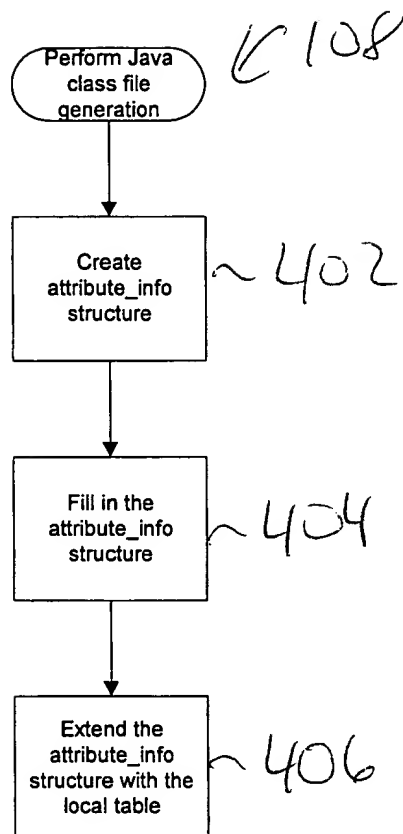 Perform Java
class file
generation
108
Create
attribute_info
structure
~ 402
Fill in the
attribute_info
structure
~ 404
Extend the
attribute_info
structure with the
local table
~ 406